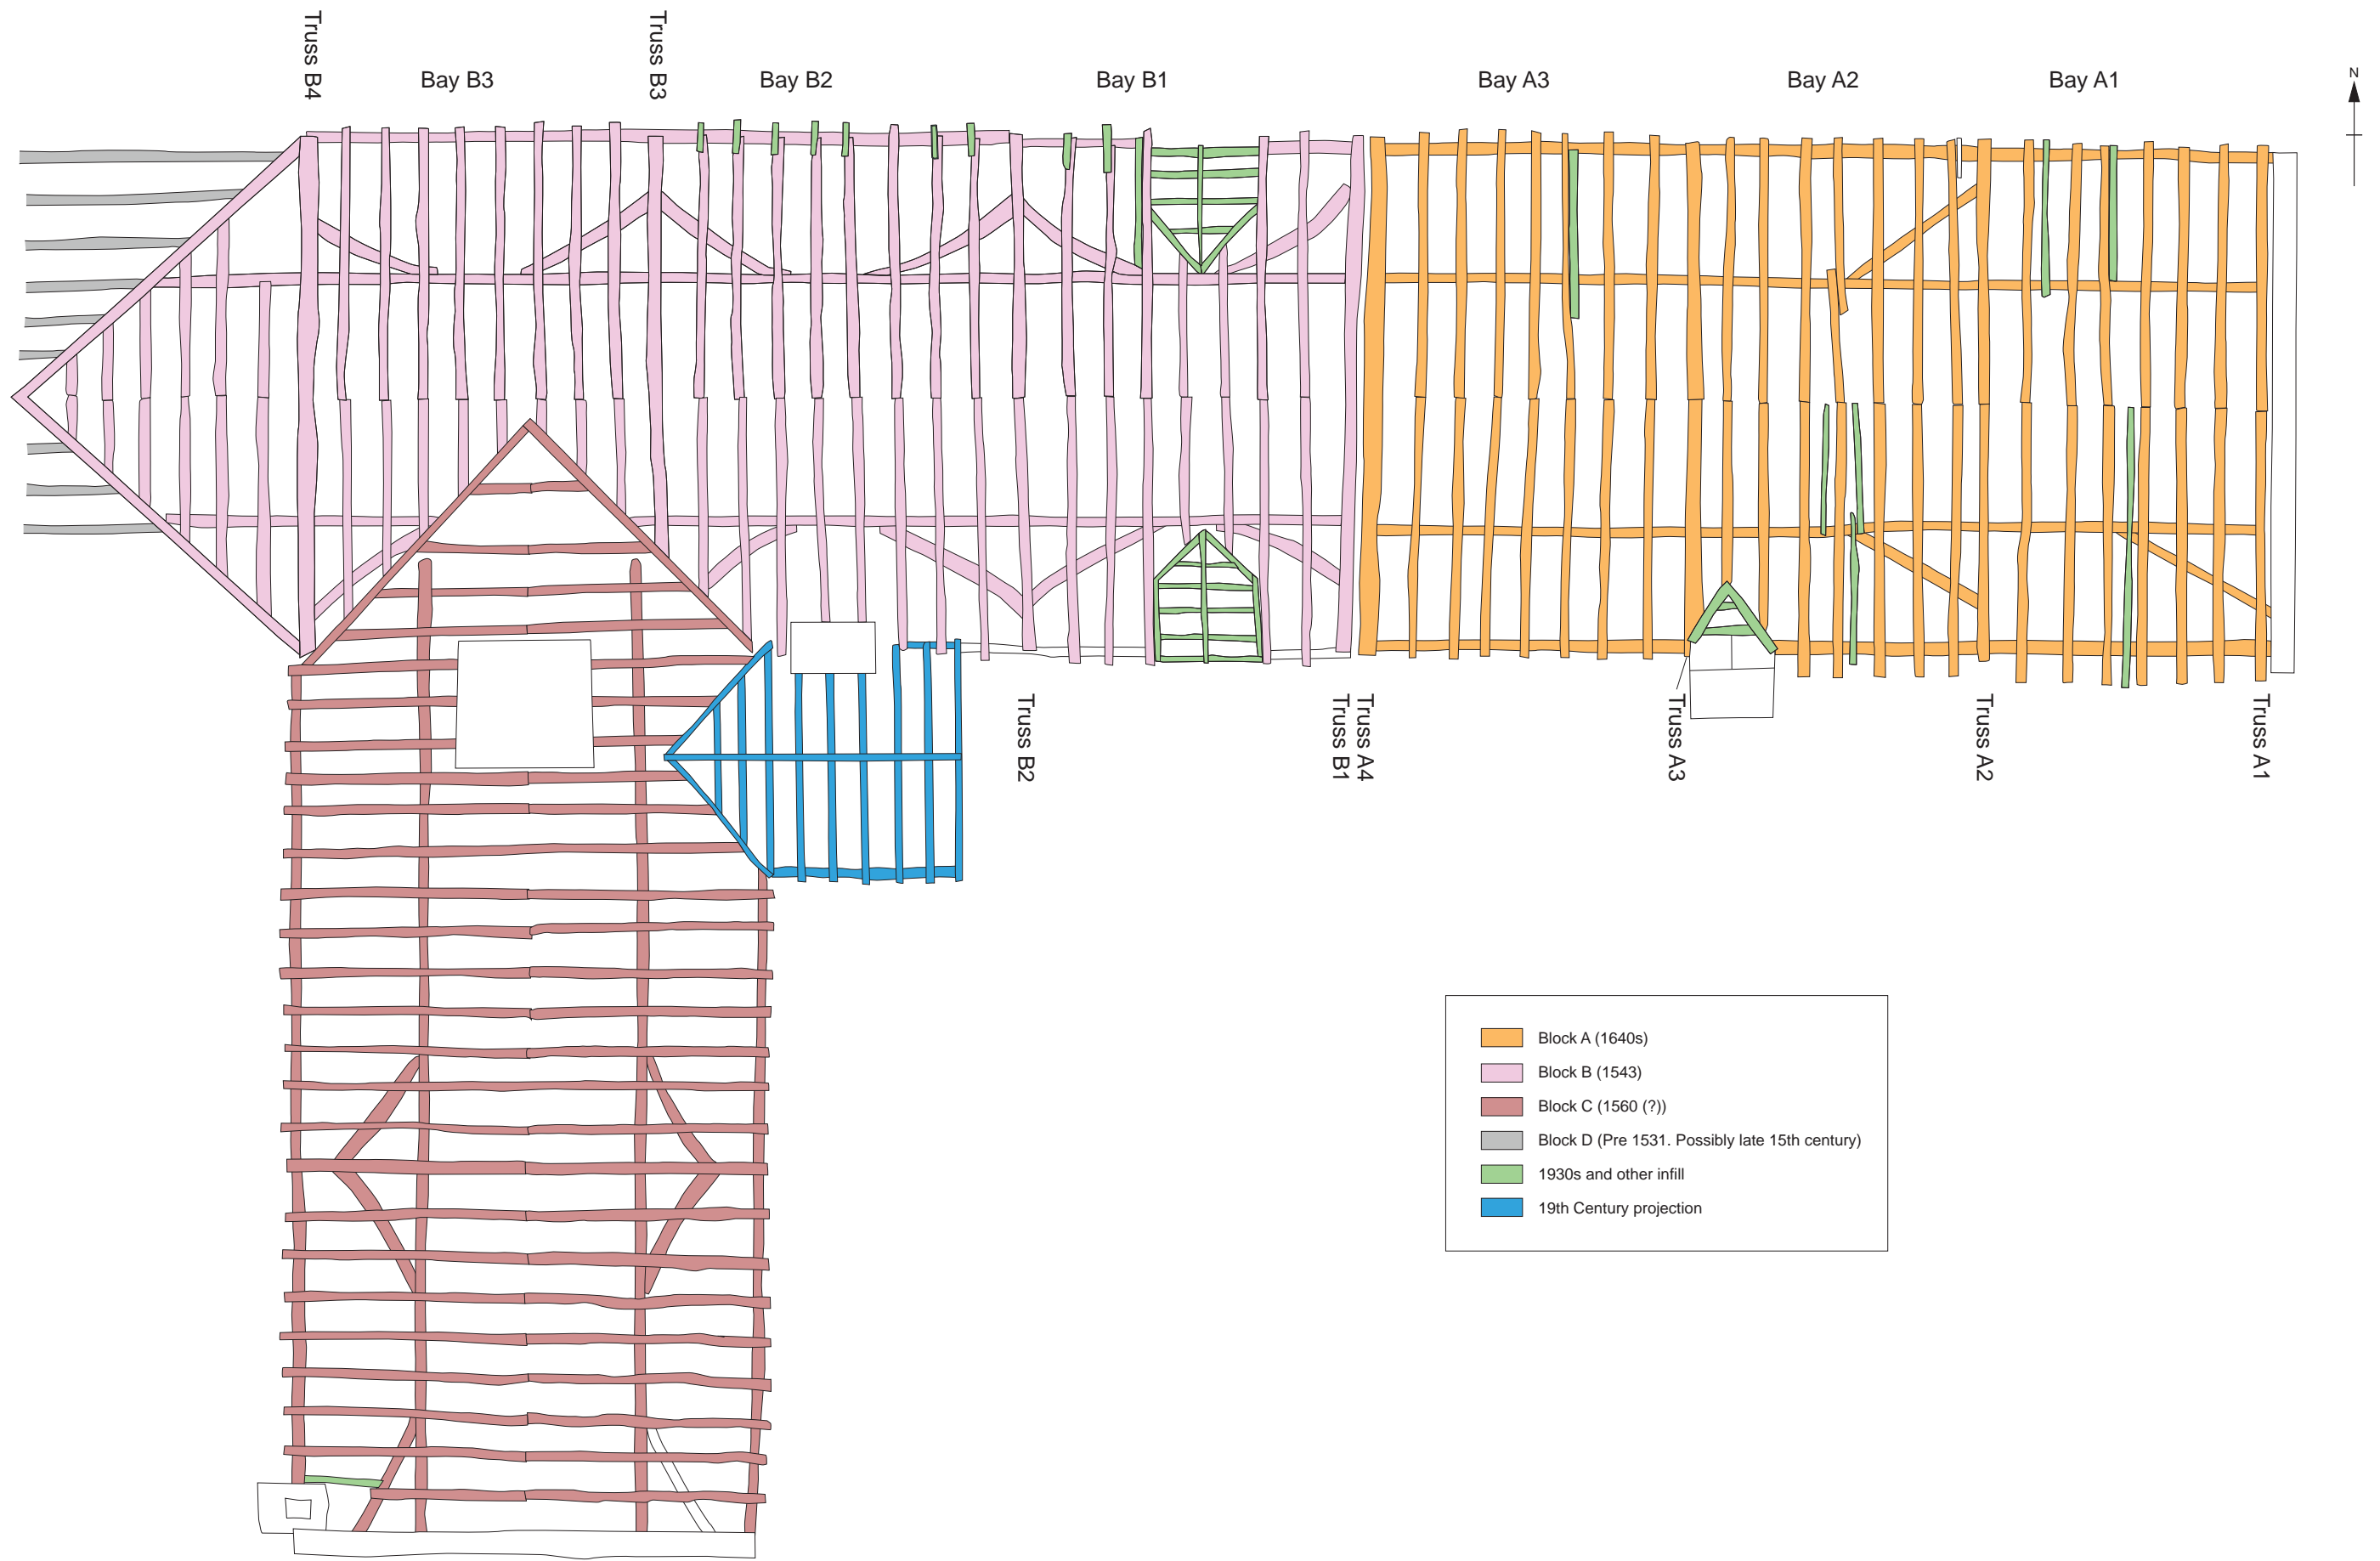 Truss B4
Bay B3
Truss B3
Bay B2
Bay B1
Bay A3
Bay A2
Bay A1
N
Truss B2
Truss B1
Truss A4
Truss A3
Truss A2
Truss A1
Block A (1640s)
Block B (1543)
Block C (1560 (?))
Block D (Pre 1531. Possibly late 15th century)
1930s and other infill
19th Century projection